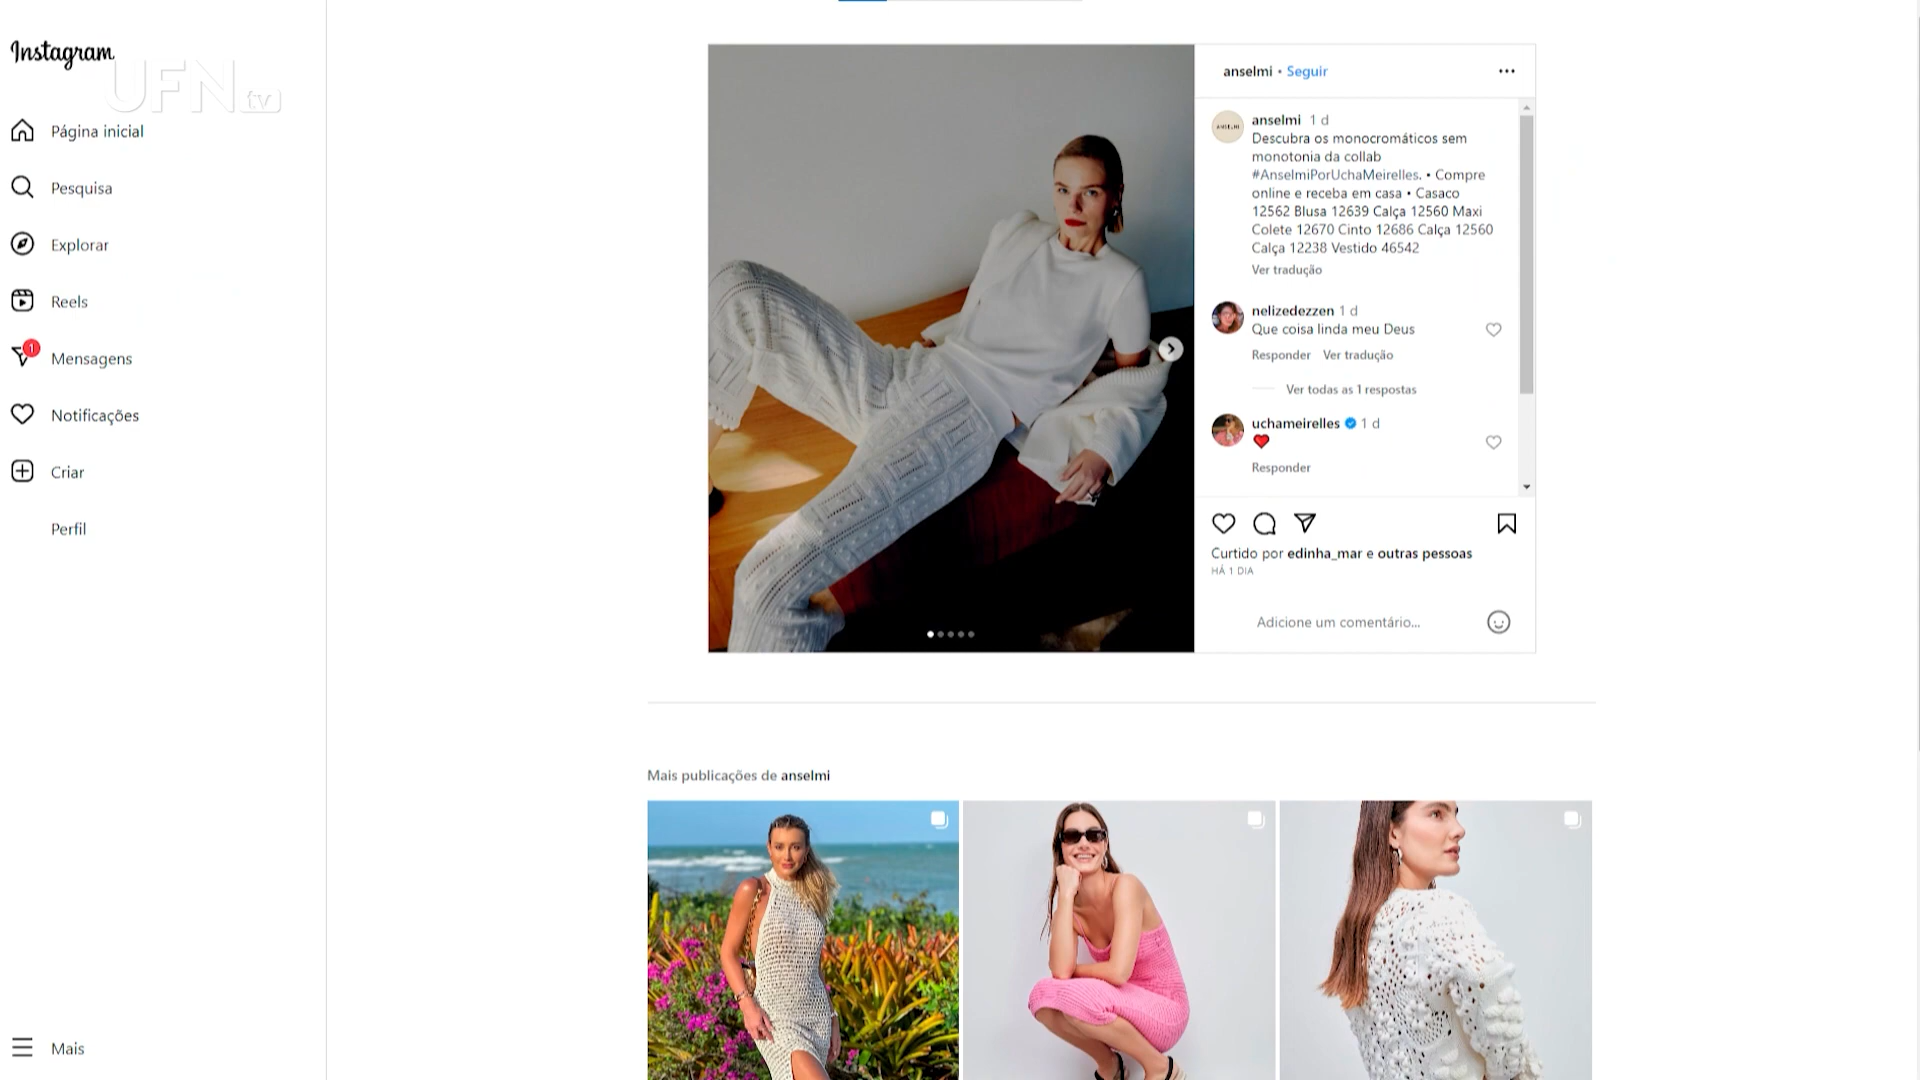 Instagram
UFN tv
Página inicial
Pesquisa
Explorar
Reels
1
Mensagens
Notificações
Criar
Perfil
Mais
anselmi • Seguir
ANSELMI
anselmi 1 d
Descubra os monocromáticos sem
monotonia da collab
#AnselmiPorUchaMeirelles. • Compre
online e receba em casa • Casaco
12562 Blusa 12639 Calça 12560 Maxi
Colete 12670 Cinto 12686 Calça 12560
Calça 12238 Vestido 46542
Ver tradução
nelizedezzen 1 d
Que coisa linda meu Deus
Responder Ver tradução
Ver todas as 1 respostas
uchameirelles 1 d
Responder
Curtido por edinha_mar e outras pessoas
HÁ 1 DIA
Adicione um comentário...
Mais publicações de anselmi